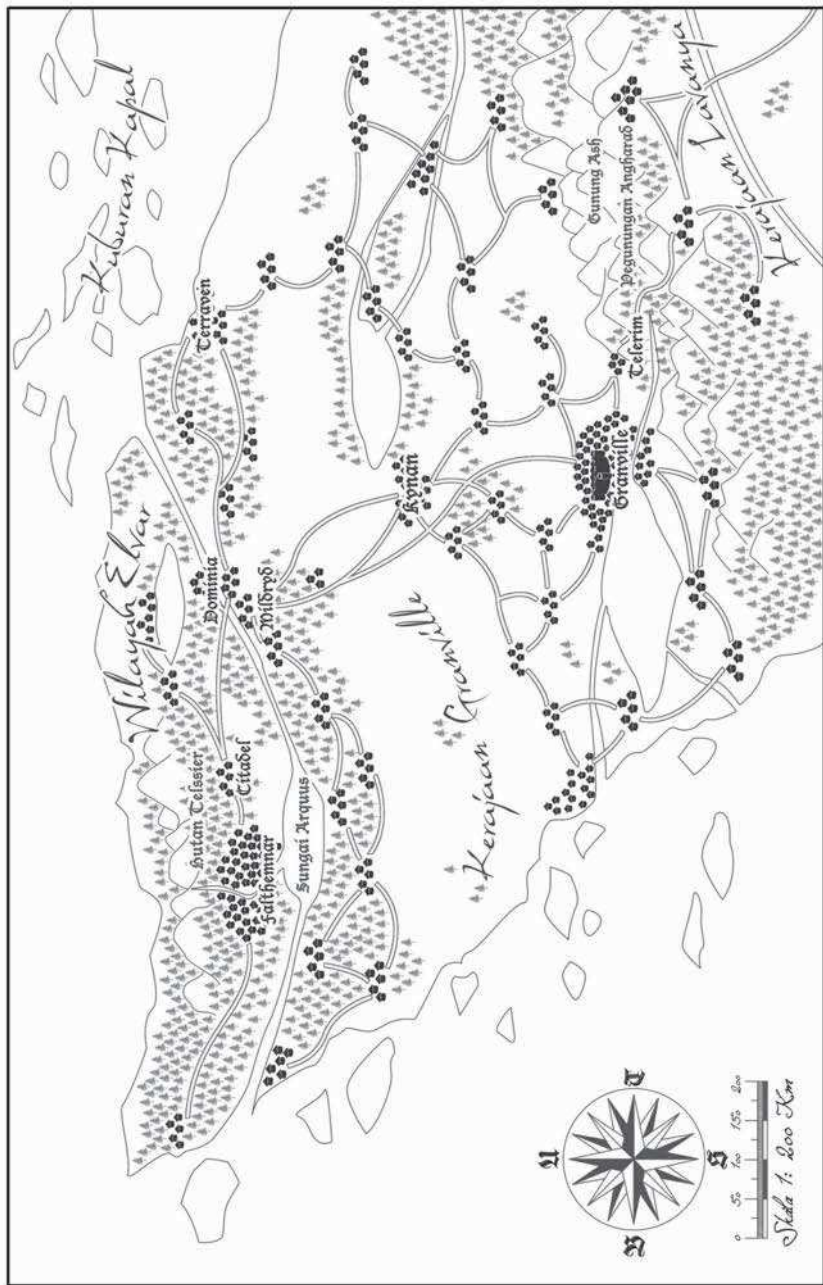 Kuburan Kapal
Wilayah Elvar
Terraven
Hutan Telssier
Citadel
Dominia
Falthemnar
Wildryd
Sungai Arquus
Kynan
Kerajaan Granville
Granville
Gunung Ash
Pegunungan Angharad
Telerim
Kerajaan Lavanya
U
B
T
S
0 50 100 150 200
Skala 1: 200 Km